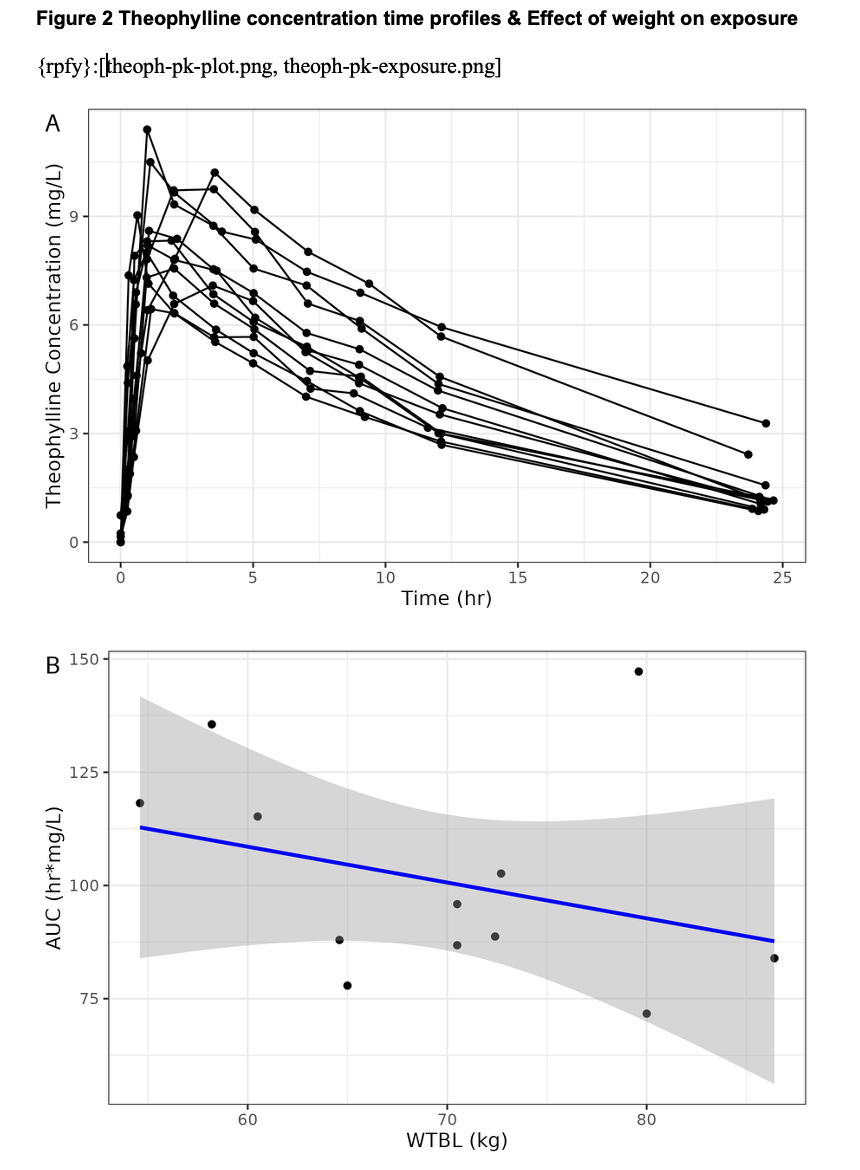 Figure 2 Theophylline concentration time profiles & Effect of weight on exposure
{rpfy}:[theoph-pk-plot.png, theoph-pk-exposure.png]
A
Theophylline Concentration (mg/L)
9
6
3
0
0 5 10 15 20 25
Time (hr)
B
AUC (hr*mg/L)
150
125
100
75
60 70 80
WTBL (kg)